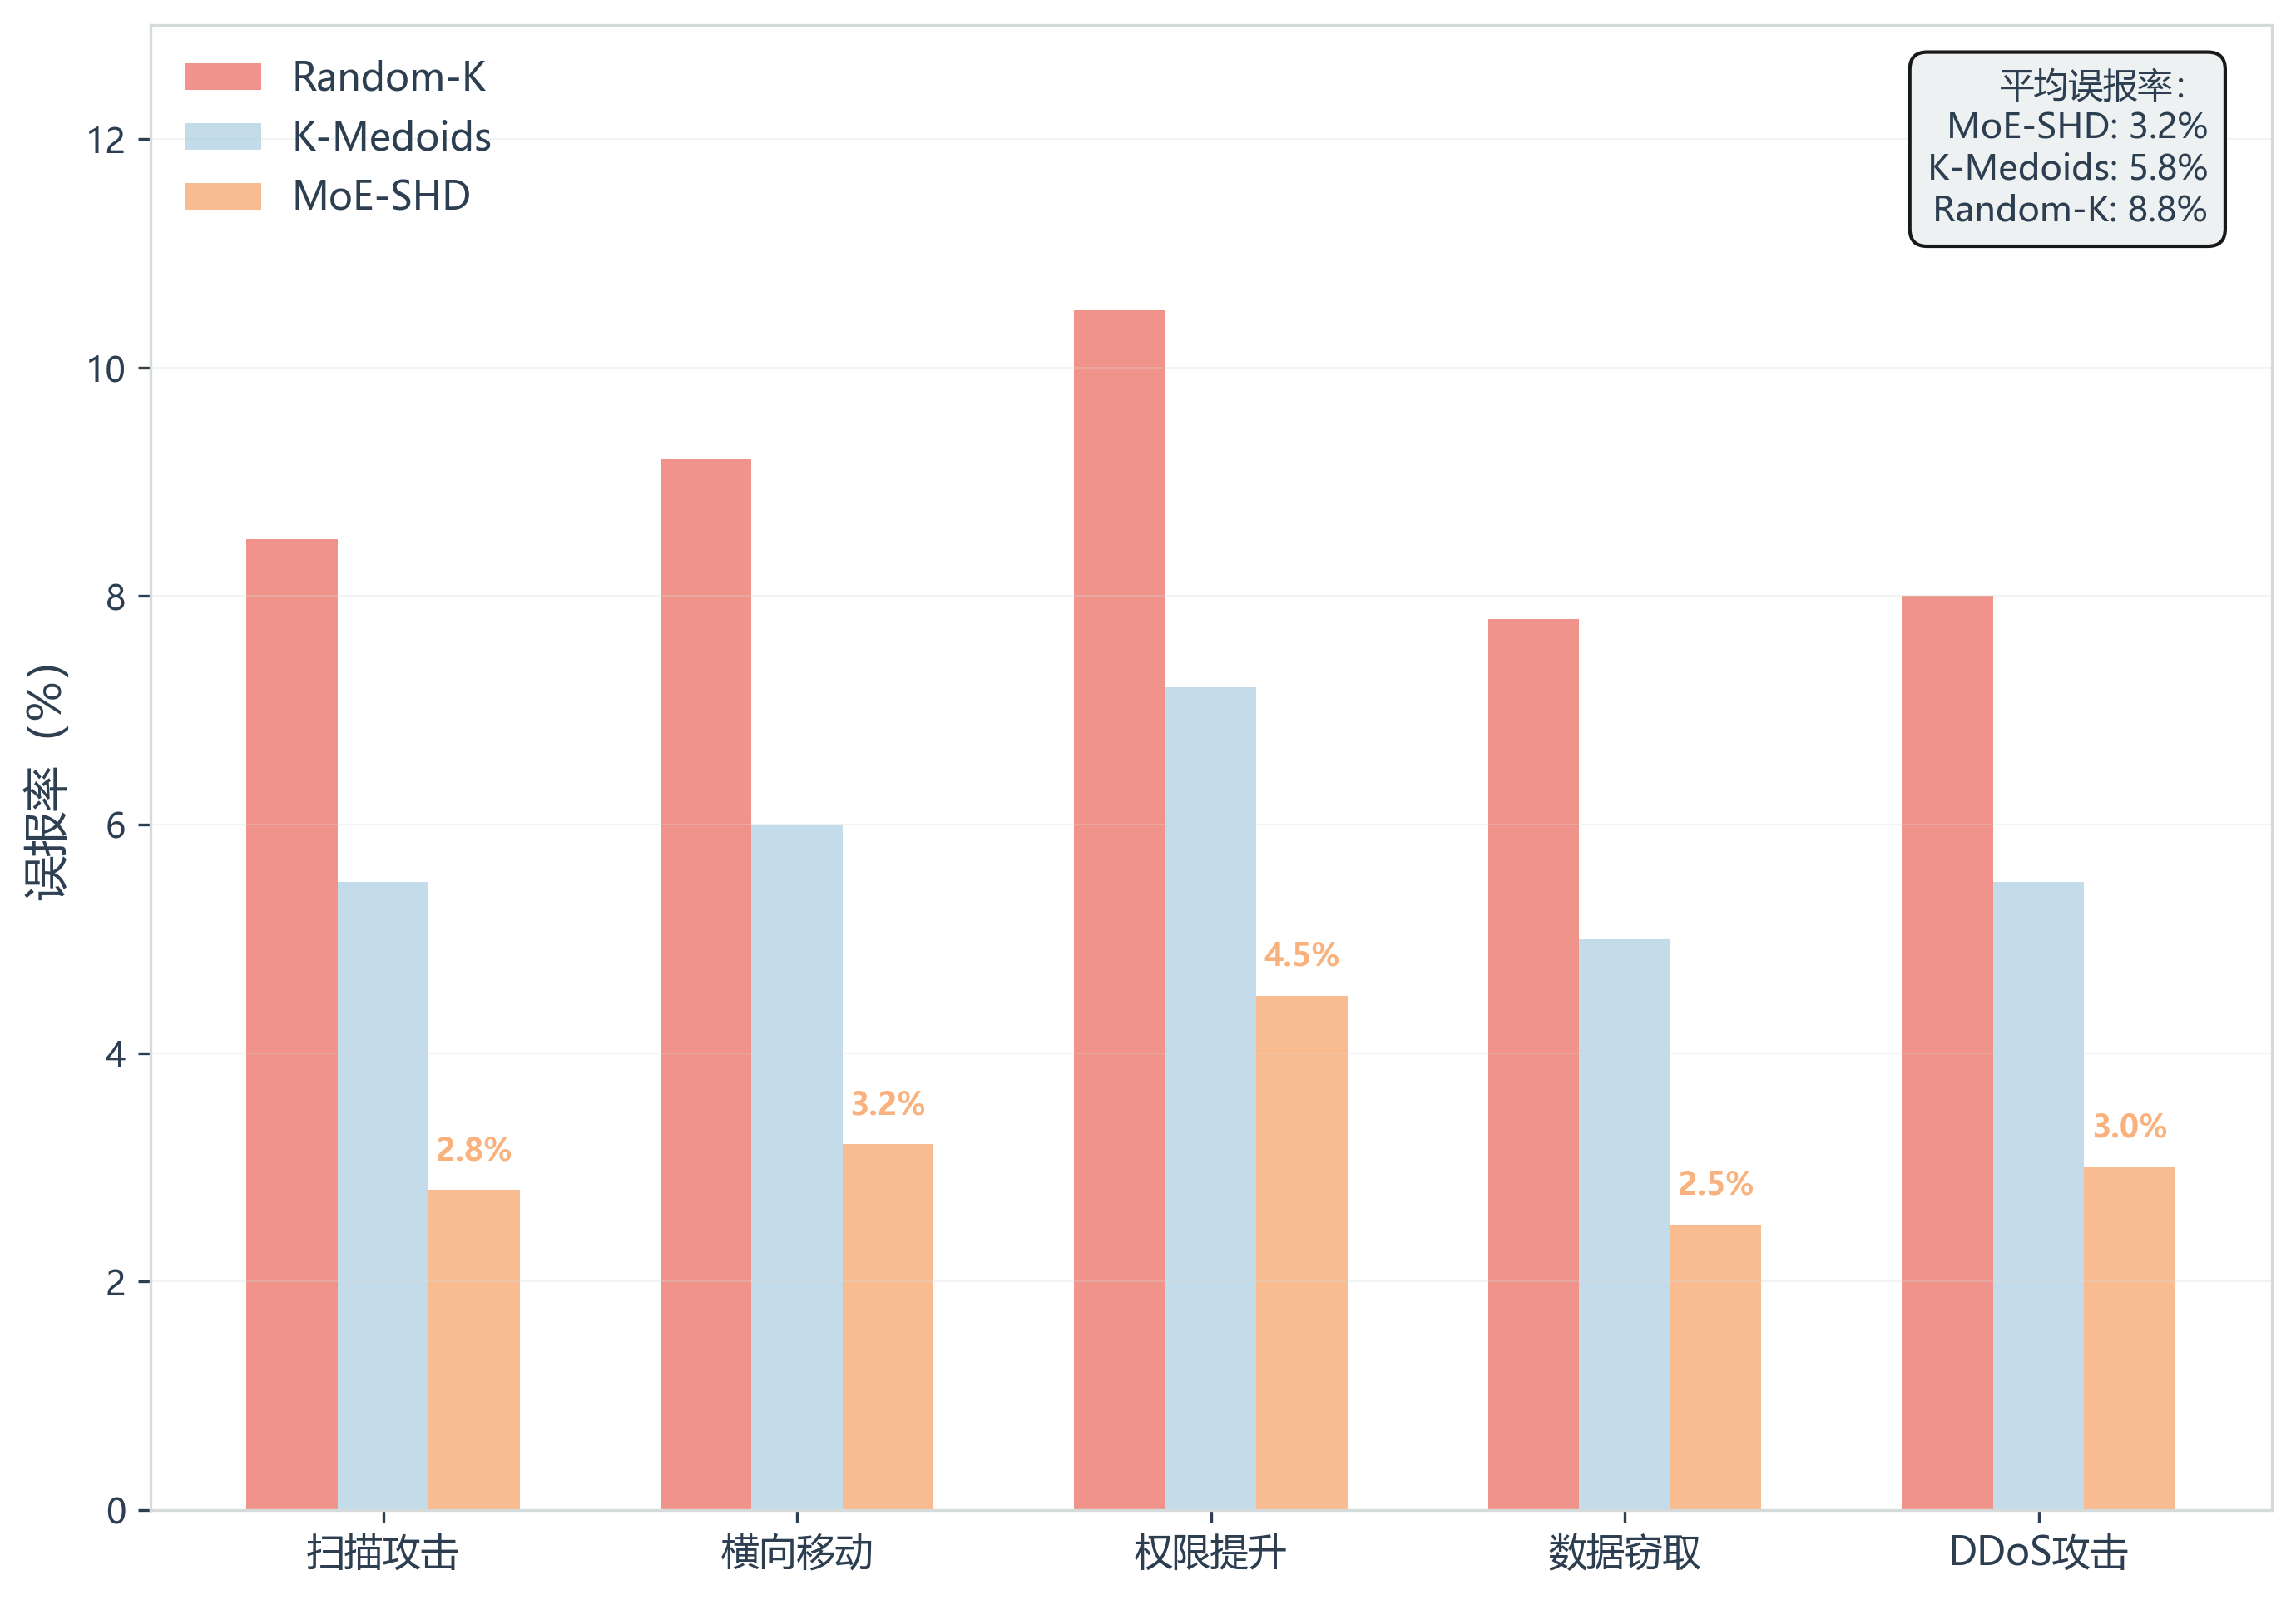 Random-K
K-Medoids
MoE-SHD
平均误报率：
MoE-SHD: 3.2%
K-Medoids: 5.8%
Random-K: 8.8%
误报率（%）
12
10
8
6
4
2
0
2.8%
3.2%
4.5%
2.5%
3.0%
扫描攻击
横向移动
权限提升
数据窃取
DDoS攻击